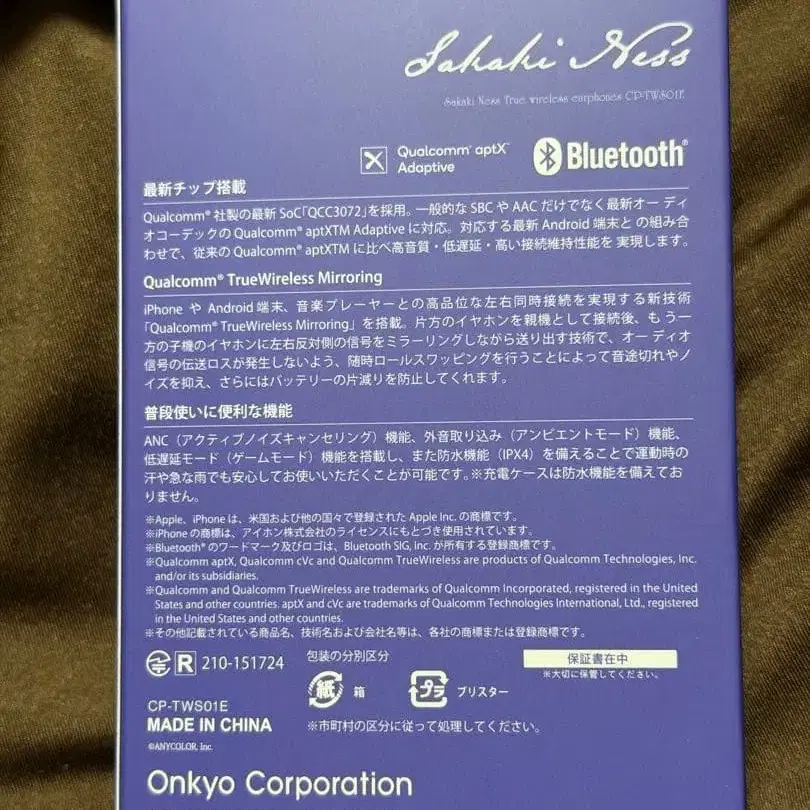 Sakaki Ness
Sakaki Ness True wireless earphones CP-TWS01E
Qualcomm® aptX™
Adaptive
Bluetooth®
最新チップ搭載
Qualcomm® 社製の最新 SoC「QCC3072」を採用。一般的な SBC や AAC だけでなく最新オー ディ
オコーデックの Qualcomm® aptXTM Adaptive に対応。対応する最新 Android 端末と の組み合
わせで、従来の Qualcomm® aptXTM に比べ高音質・低遅延・高い接続維持性能を 実現します。
Qualcomm® TrueWireless Mirroring
iPhone や Android 端末、音楽プレーヤーとの高品位な左右同時接続を実現する新技術
「Qualcomm® TrueWireless Mirroring」を搭載。片方のイヤホンを親機として接続後、も う一
方の子機のイヤホンに左右反対側の信号をミラーリングしながら送り出す技術で、オー ディオ
信号の伝送ロスが発生しないよう、随時ロールスワッピングを行うことによって音途切れやノ
イズを抑え、さらにはバッテリーの片減りを防止してくれます。
普段使いに便利な機能
ANC（アクティブノイズキャンセリング）機能、外音取り込み（アンビエントモード）機能、
低遅延モード（ゲームモード）機能を搭載し、また防水機能（IPX4）を備えることで運動時の
汗や急な雨でも安心してお使いいただくことが可能です。※充電ケースは防水機能を備えてお
りません。
※Apple、iPhone は、米国および他の国々で登録された Apple Inc. の商標です。
※iPhone の商標は、アイホン株式会社のライセンスにもとづき使用されています。
※Bluetooth® のワードマーク及びロゴは、Bluetooth SIG, Inc. が所有する登録商標です。
※Qualcomm aptX, Qualcomm cVc and Qualcomm TrueWireless are products of Qualcomm Technologies, Inc.
and/or its subsidiaries.
※Qualcomm and Qualcomm TrueWireless are trademarks of Qualcomm Incorporated, registered in the United
States and other countries. aptX and cVc are trademarks of Qualcomm Technologies International, Ltd., registered
in the United States and other countries.
※その他記載されている商品名、技術名および会社名等は、各社の商標または登録商標です。
R 210-151724
包装の分別区分
紙 箱
プラ ブリスター
※市町村の区分に従って処理してください。
保証書在中
※大切に保管してください。
CP-TWS01E
MADE IN CHINA
©ANYCOLOR, Inc.
Onkyo Corporation